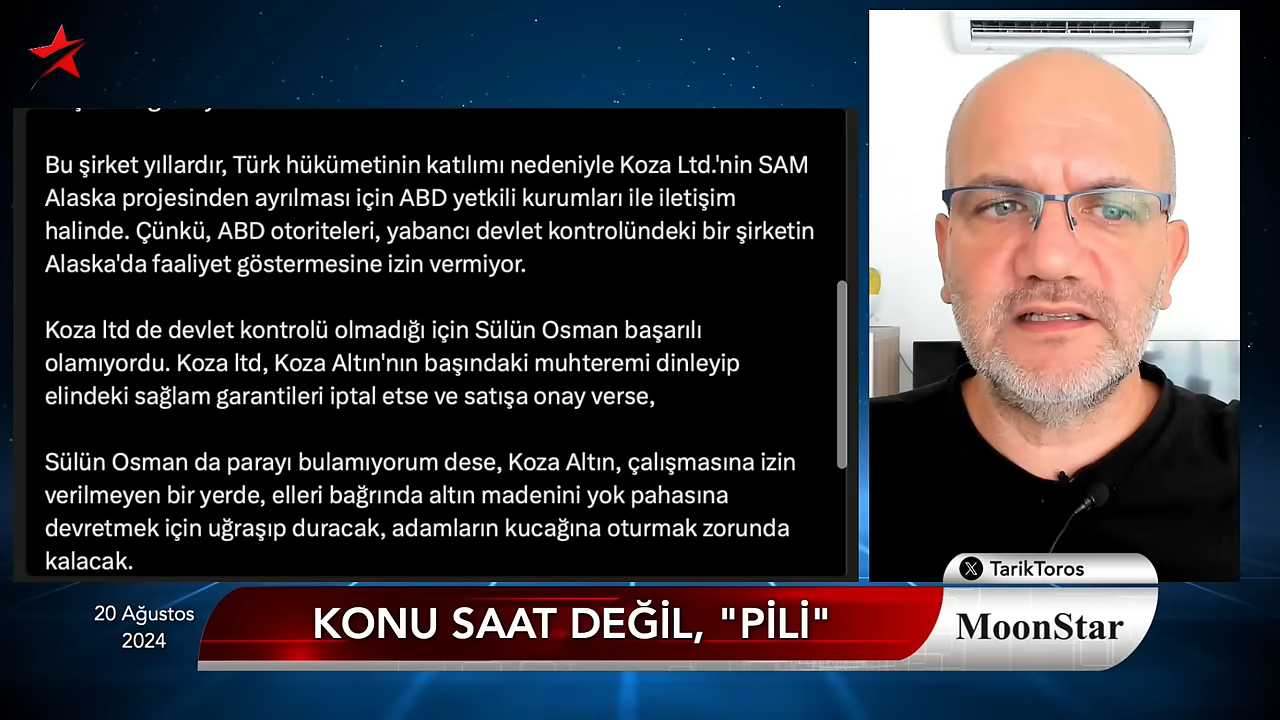 Bu şirket yıllardır, Türk hükümetinin katılımı nedeniyle Koza Ltd.'nin SAM
Alaska projesinden ayrılması için ABD yetkili kurumları ile iletişim
halinde. Çünkü, ABD otoriteleri, yabancı devlet kontrolündeki bir şirketin
Alaska'da faaliyet göstermesine izin vermiyor.
Koza ltd de devlet kontrolü olmadığı için Sülün Osman başarılı
olamıyordu. Koza ltd, Koza Altın'nın başındaki muhteremi dinleyip
elindeki sağlam garantileri iptal etse ve satışa onay verse,
Sülün Osman da parayı bulamıyorum dese, Koza Altın, çalışmasına izin
verilmeyen bir yerde, elleri bağrında altın madenini yok pahasına
devretmek için uğraşıp duracak, adamların kucağına oturmak zorunda
kalacak.
X TarikToros
20 Ağustos
2024
KONU SAAT DEĞİL, "PİLİ"
MoonStar